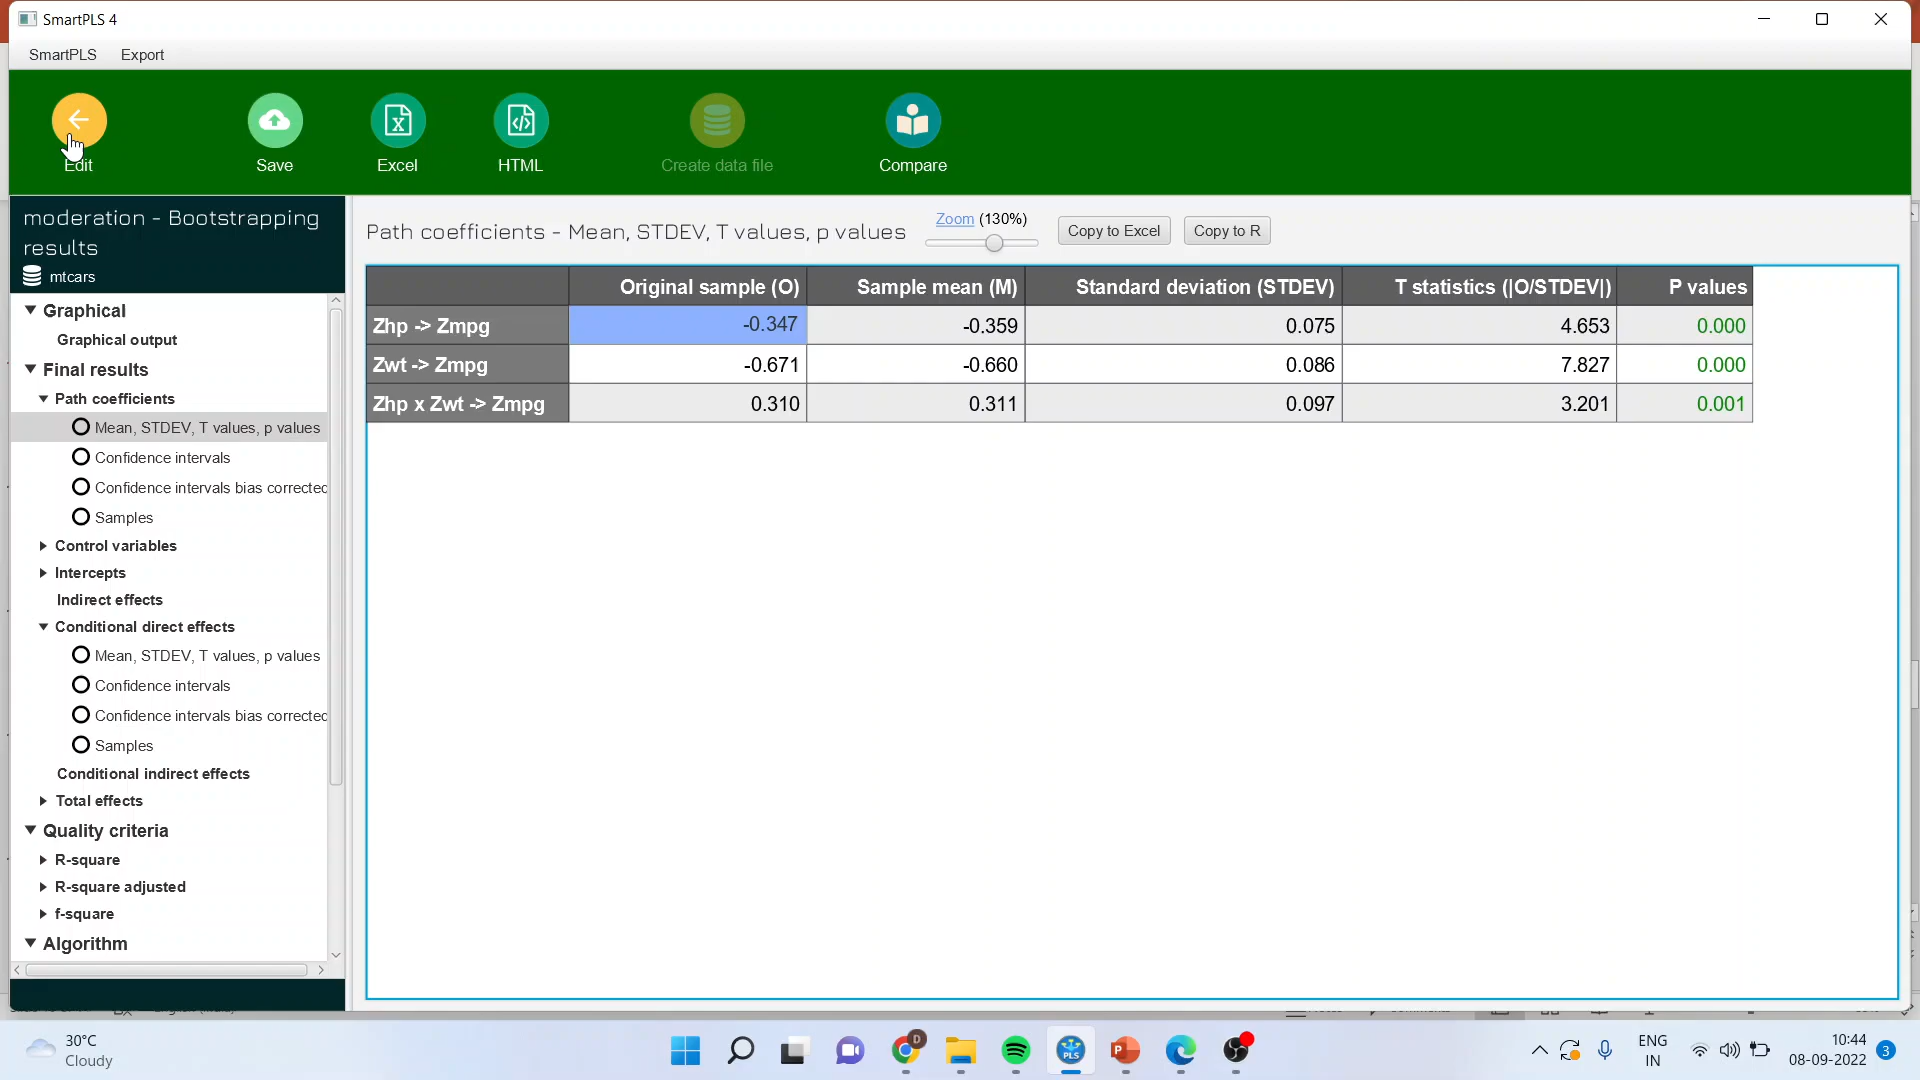 SmartPLS 4
SmartPLS Export
Edit
Save
Excel
HTML
Create data file
Compare
moderation - Bootstrapping
results
mtcars
Path coefficients - Mean, STDEV, T values, p values
Zoom (130%)
Copy to Excel
Copy to R
Graphical
Graphical output
Final results
Path coefficients
Mean, STDEV, T values, p values
Confidence intervals
Confidence intervals bias corrected
Samples
Control variables
Intercepts
Indirect effects
Conditional direct effects
Mean, STDEV, T values, p values
Confidence intervals
Confidence intervals bias corrected
Samples
Conditional indirect effects
Total effects
Quality criteria
R-square
R-square adjusted
f-square
Algorithm
Original sample (O) Sample mean (M) Standard deviation (STDEV) T statistics (|O/STDEV|) P values
Zhp -> Zmpg -0.347 -0.359 0.075 4.653 0.000
Zwt -> Zmpg -0.671 -0.660 0.086 7.827 0.000
Zhp x Zwt -> Zmpg 0.310 0.311 0.097 3.201 0.001
30°C
Cloudy
D
PLS
ENG
IN
10:44
08-09-2022
3